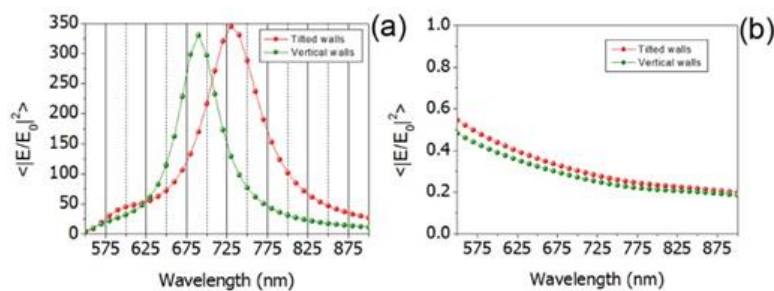 (a)
350
300
250
200
150
100
50
0
<|E/E₀|²>
Tilted walls
Vertical walls
575 625 675 725 775 825 875
Wavelength (nm)
(b)
1.0
0.8
0.6
0.4
0.2
0.0
<|E/E₀|²>
Tilted walls
Vertical walls
575 625 675 725 775 825 875
Wavelength (nm)